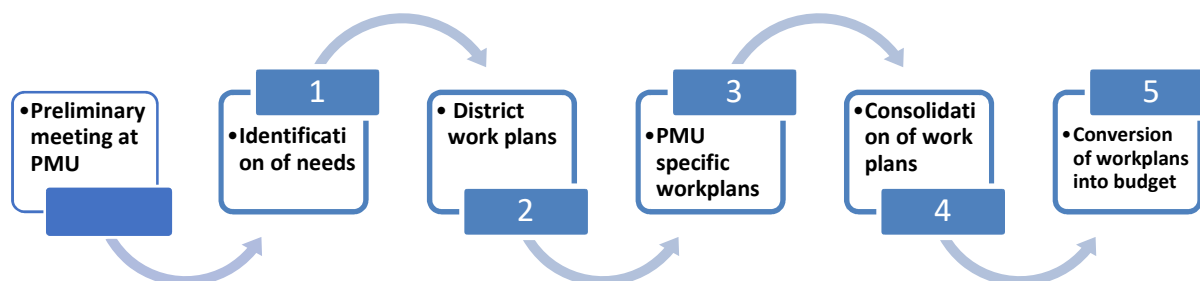 •Preliminary
meeting at
PMU
1
•Identificati
on of needs
• District
work plans
2
3
•PMU
specific
workplans
•Consolidati
on of work
plans
4
5
•Conversion
of workplans
into budget